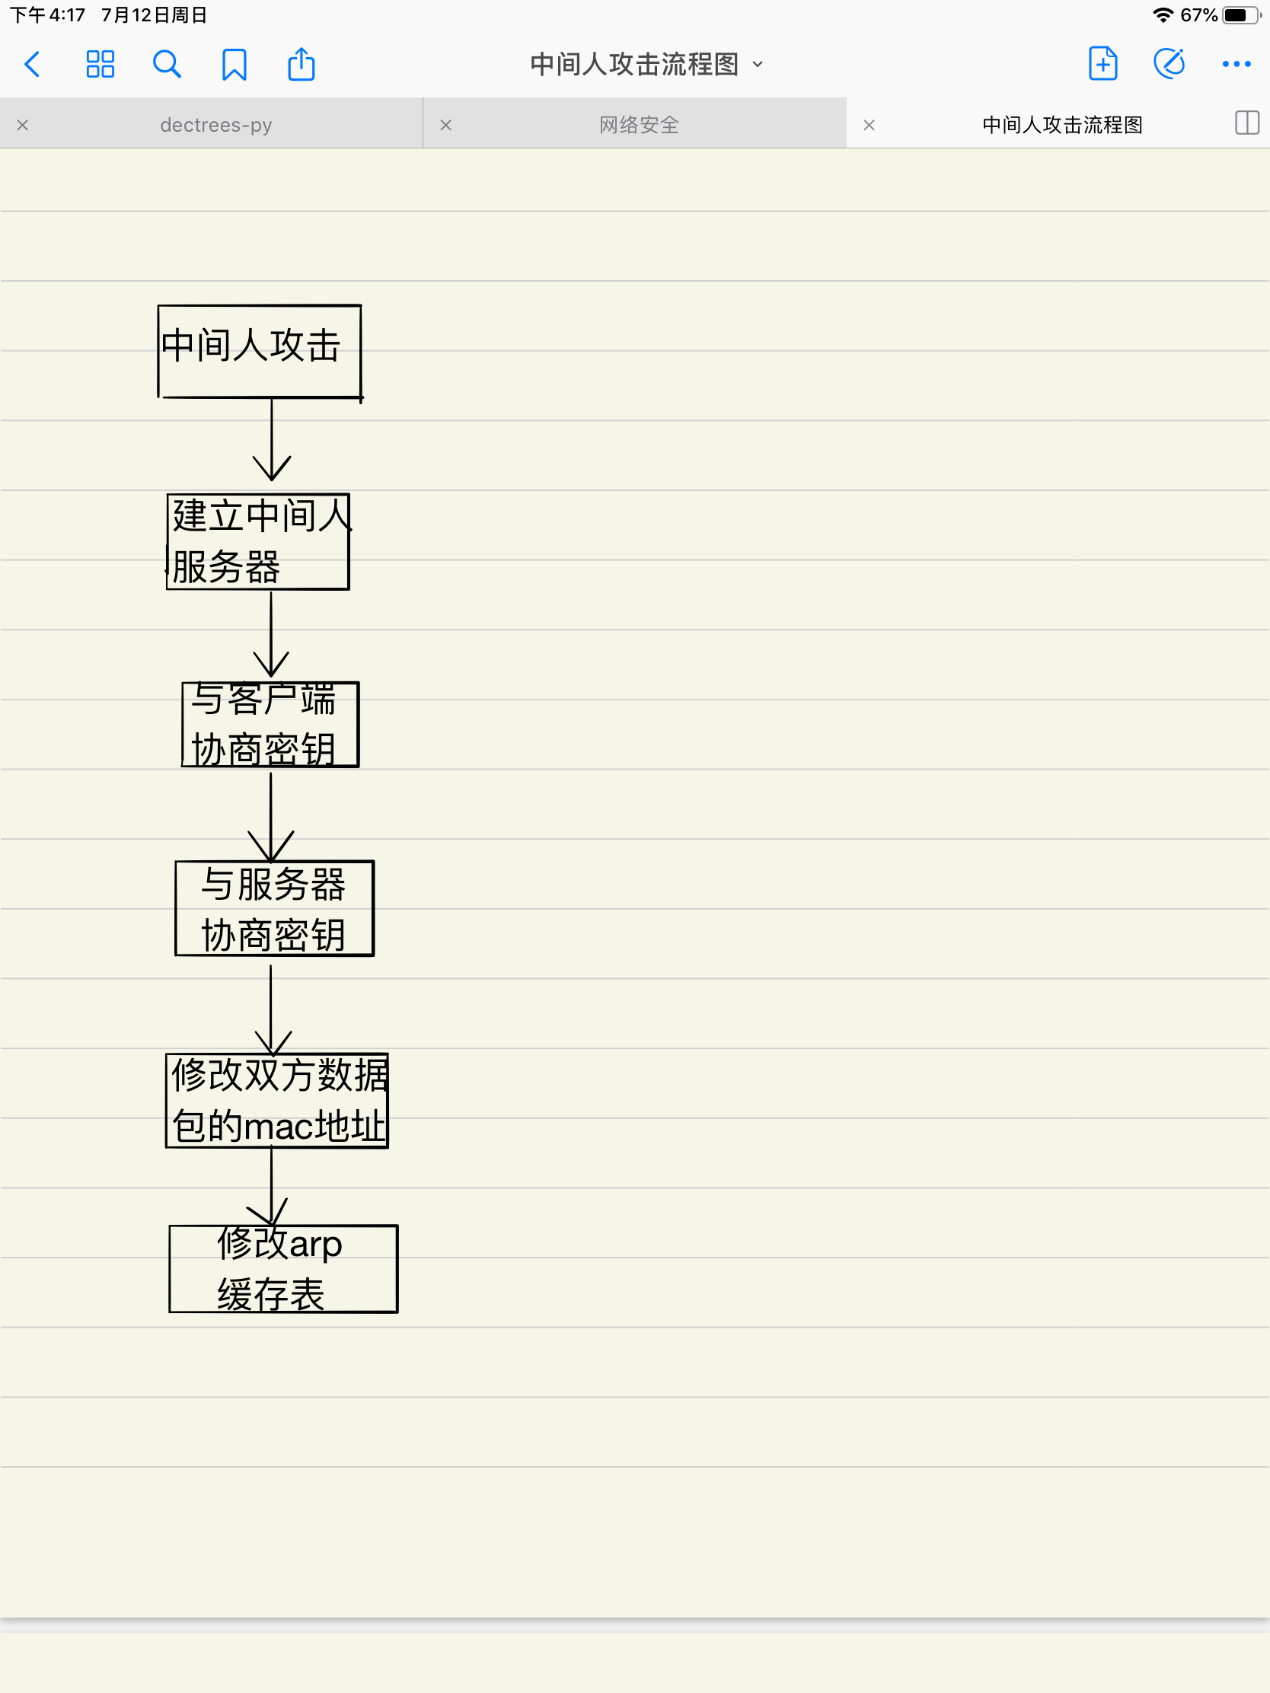 下午4:17 7月12日周日 67%
中间人攻击流程图
dectrees-py 网络安全 中间人攻击流程图
中间人攻击
建立中间人
服务器
与客户端
协商密钥
与服务器
协商密钥
修改双方数据
包的mac地址
修改arp
缓存表